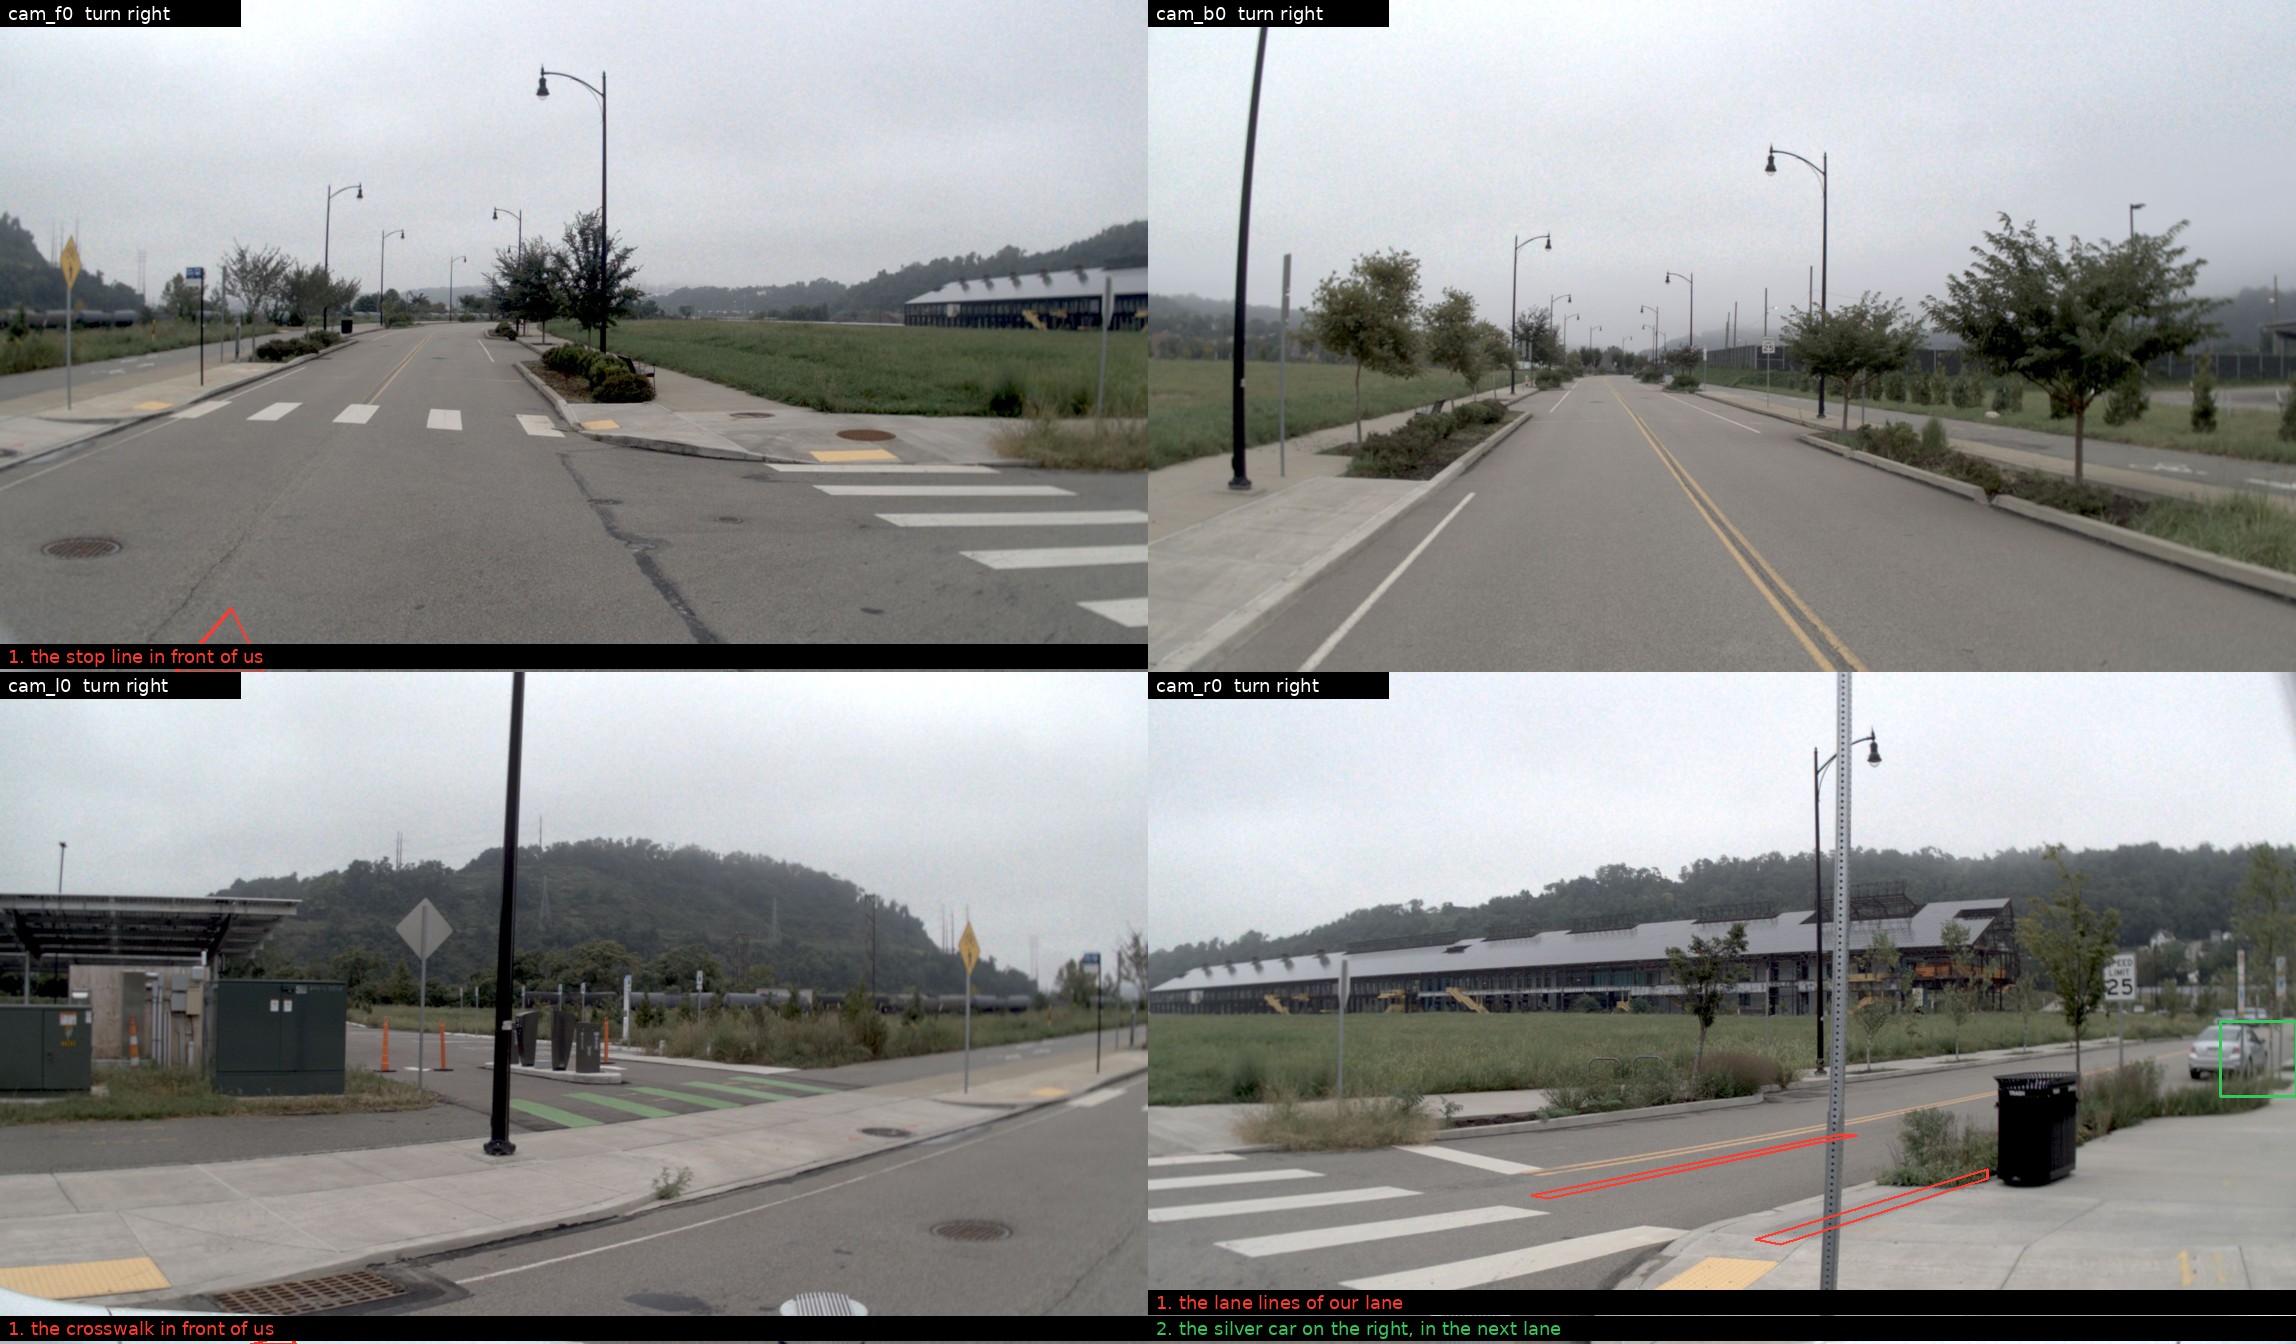 cam_f0 turn right
cam_b0 turn right
1. the stop line in front of us
cam_l0 turn right
cam_r0 turn right
SPEED
LIMIT
25
1. the crosswalk in front of us
1. the lane lines of our lane
2. the silver car on the right, in the next lane